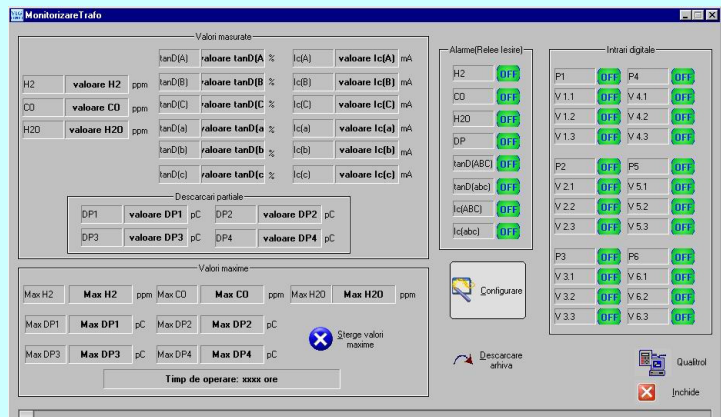 MonitorizareTrafo
Valori masurate
tanD(A) valoare tanD(A % Ic(A) valoare Ic(A) mA
H2 valoare H2 ppm tanD(B) valoare tanD(B % Ic(B) valoare Ic(B) mA
CO valoare CO ppm tanD(C) valoare tanD(C % Ic(C) valoare Ic(C) mA
H2O valoare H2O ppm tanD(a) valoare tanD(a % Ic(a) valoare Ic(a) mA
tanD(b) valoare tanD(b % Ic(b) valoare Ic(b) mA
tanD(c) valoare tanD(c % Ic(c) valoare Ic(c) mA
Descarcari partiale
DP1 valoare DP1 pC DP2 valoare DP2 pC
DP3 valoare DP3 pC DP4 valoare DP4 pC
Valori maxime
Max H2 Max H2 ppm Max CO Max CO ppm Max H2O Max H2O ppm
Max DP1 Max DP1 pC Max DP2 Max DP2 pC
Max DP3 Max DP3 pC Max DP4 Max DP4 pC
Sterge valori
maxime
Timp de operare: xxxx ore
Alarme(Relee Iesire)
H2 OFF
CO OFF
H2O OFF
DP OFF
tanD(ABC) OFF
tanD(abc) OFF
Ic(ABC) OFF
Ic(abc) OFF
Configurare
Descarcare
arhiva
Intrari digitale
P1 OFF P4 OFF
V 1.1 OFF V 4.1 OFF
V 1.2 OFF V 4.2 OFF
V 1.3 OFF V 4.3 OFF
P2 OFF P5 OFF
V 2.1 OFF V 5.1 OFF
V 2.2 OFF V 5.2 OFF
V 2.3 OFF V 5.3 OFF
P3 OFF P6 OFF
V 3.1 OFF V 6.1 OFF
V 3.2 OFF V 6.2 OFF
V 3.3 OFF V 6.3 OFF
Qualitrol
Inchide